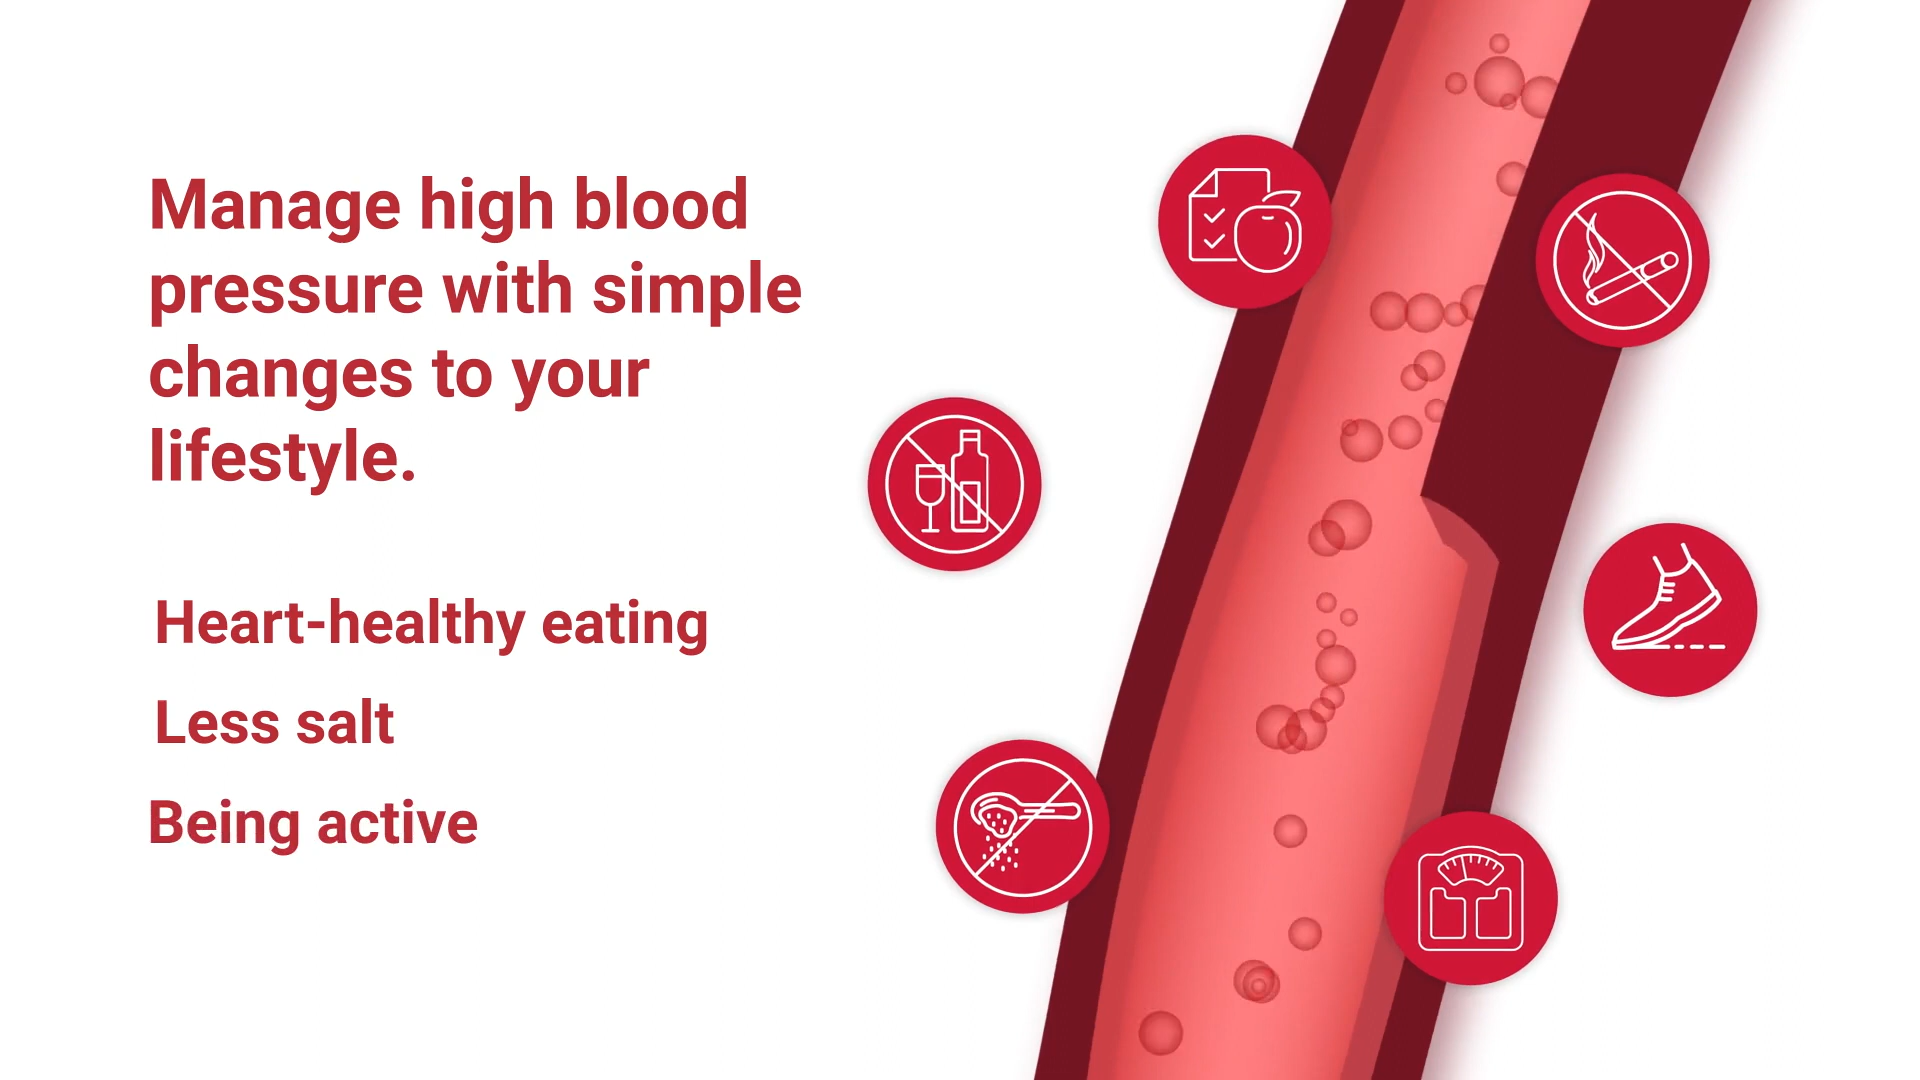 Manage high blood
pressure with simple
changes to your
lifestyle.
Heart-healthy eating
Less salt
Being active